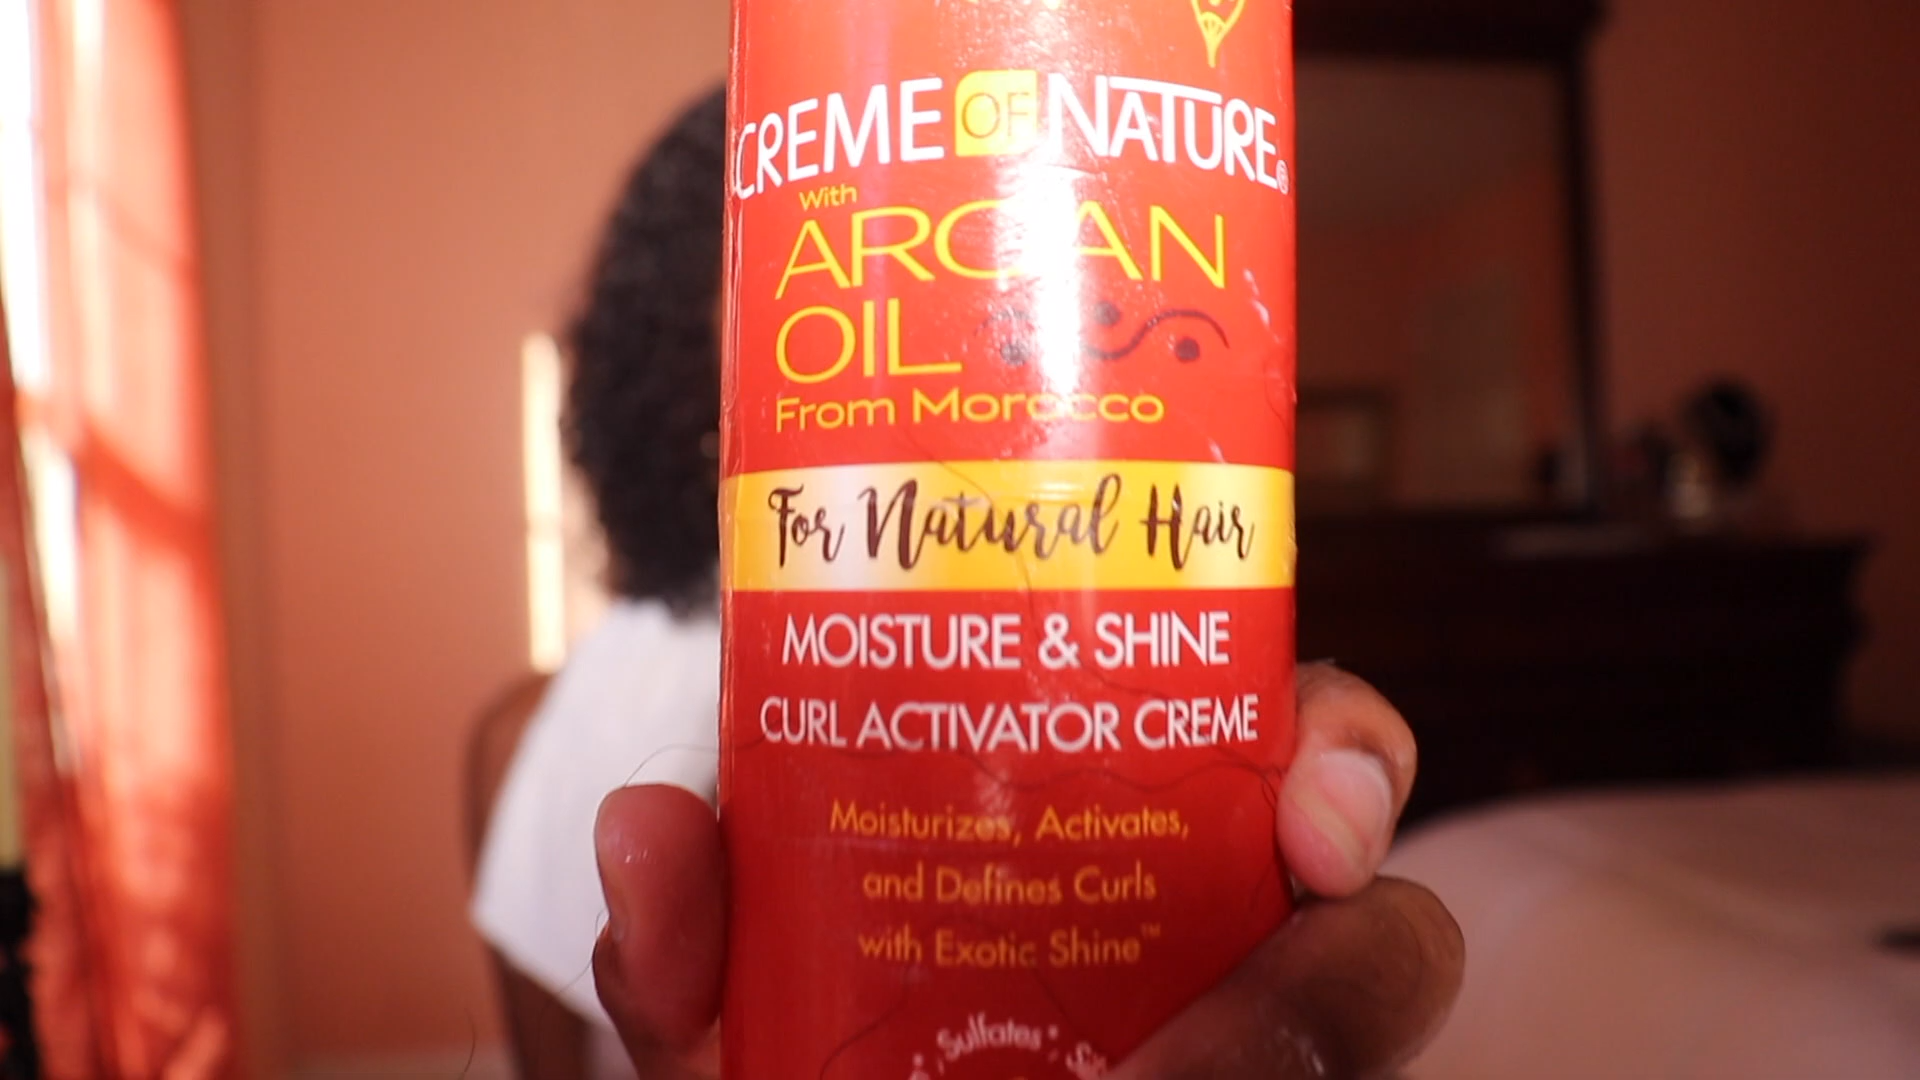 CREME OF NATURE®
With
ARGAN
OIL
From Morocco
For Natural Hair
MOISTURE & SHINE
CURL ACTIVATOR CREME
Moisturizes, Activates,
and Defines Curls
with Exotic Shine™
Sulfates